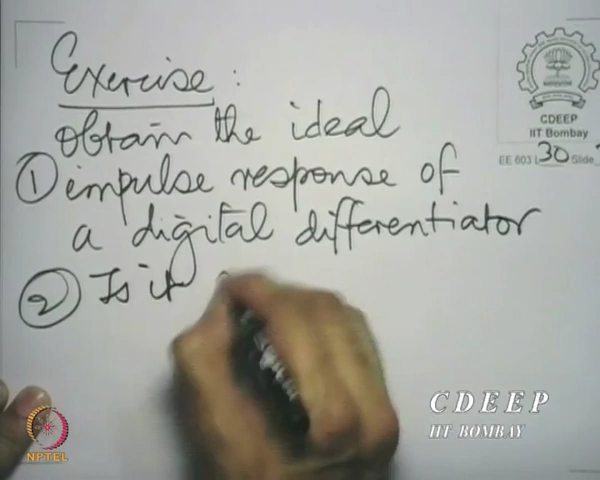 Exercise :
obtain the ideal
① impulse response of
a digital differentiator
② Is it
CDEEP
IIT Bombay
EE 603 L 30 Slide
CDEEP
IIT BOMBAY
NPTEL